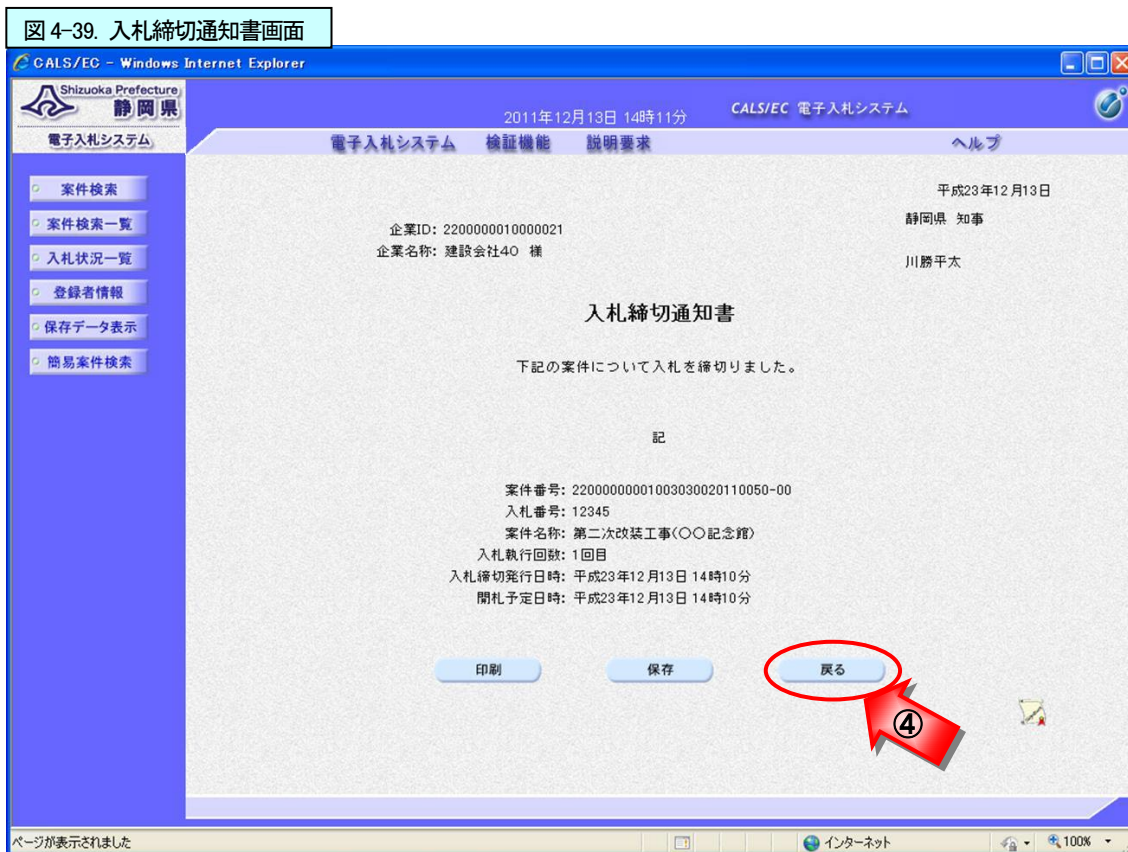 図 4-39. 入札締切通知書画面
CALS/EC - Windows Internet Explorer
Shizuoka Prefecture
静岡県
電子入札システム
2011年12月13日 14時11分
CALS/EC 電子入札システム
電子入札システム 検証機能 説明要求 ヘルプ
案件検索
案件検索一覧
入札状況一覧
登録者情報
保存データ表示
簡易案件検索
平成23年12月13日
静岡県 知事
川勝平太
企業ID: 2200000010000021
企業名称: 建設会社40 様
入札締切通知書
下記の案件について入札を締切りました。
記
案件番号: 22000000001003030020110050-00
入札番号: 12345
案件名称: 第二次改装工事(〇〇記念館)
入札執行回数: 1回目
入札締切発行日時: 平成23年12月13日 14時10分
開札予定日時: 平成23年12月13日 14時10分
印刷 保存 戻る
④
ページが表示されました インターネット 100%